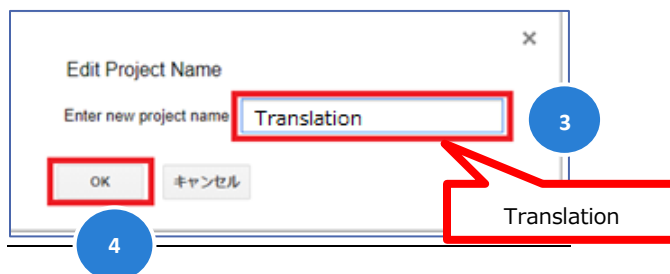 ×
Edit Project Name
Enter new project name Translation
3
OK キャンセル
Translation
4